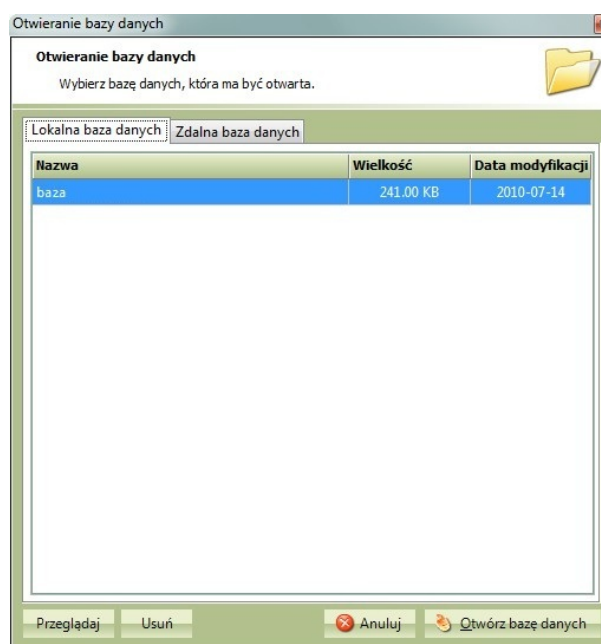 Otwieranie bazy danych
Otwieranie bazy danych
Wybierz bazę danych, która ma być otwarta.
Lokalna baza danych Zdalna baza danych
Nazwa Wielkość Data modyfikacji
baza 241.00 KB 2010-07-14
Przeglądaj Usuń Anuluj Otwórz bazę danych